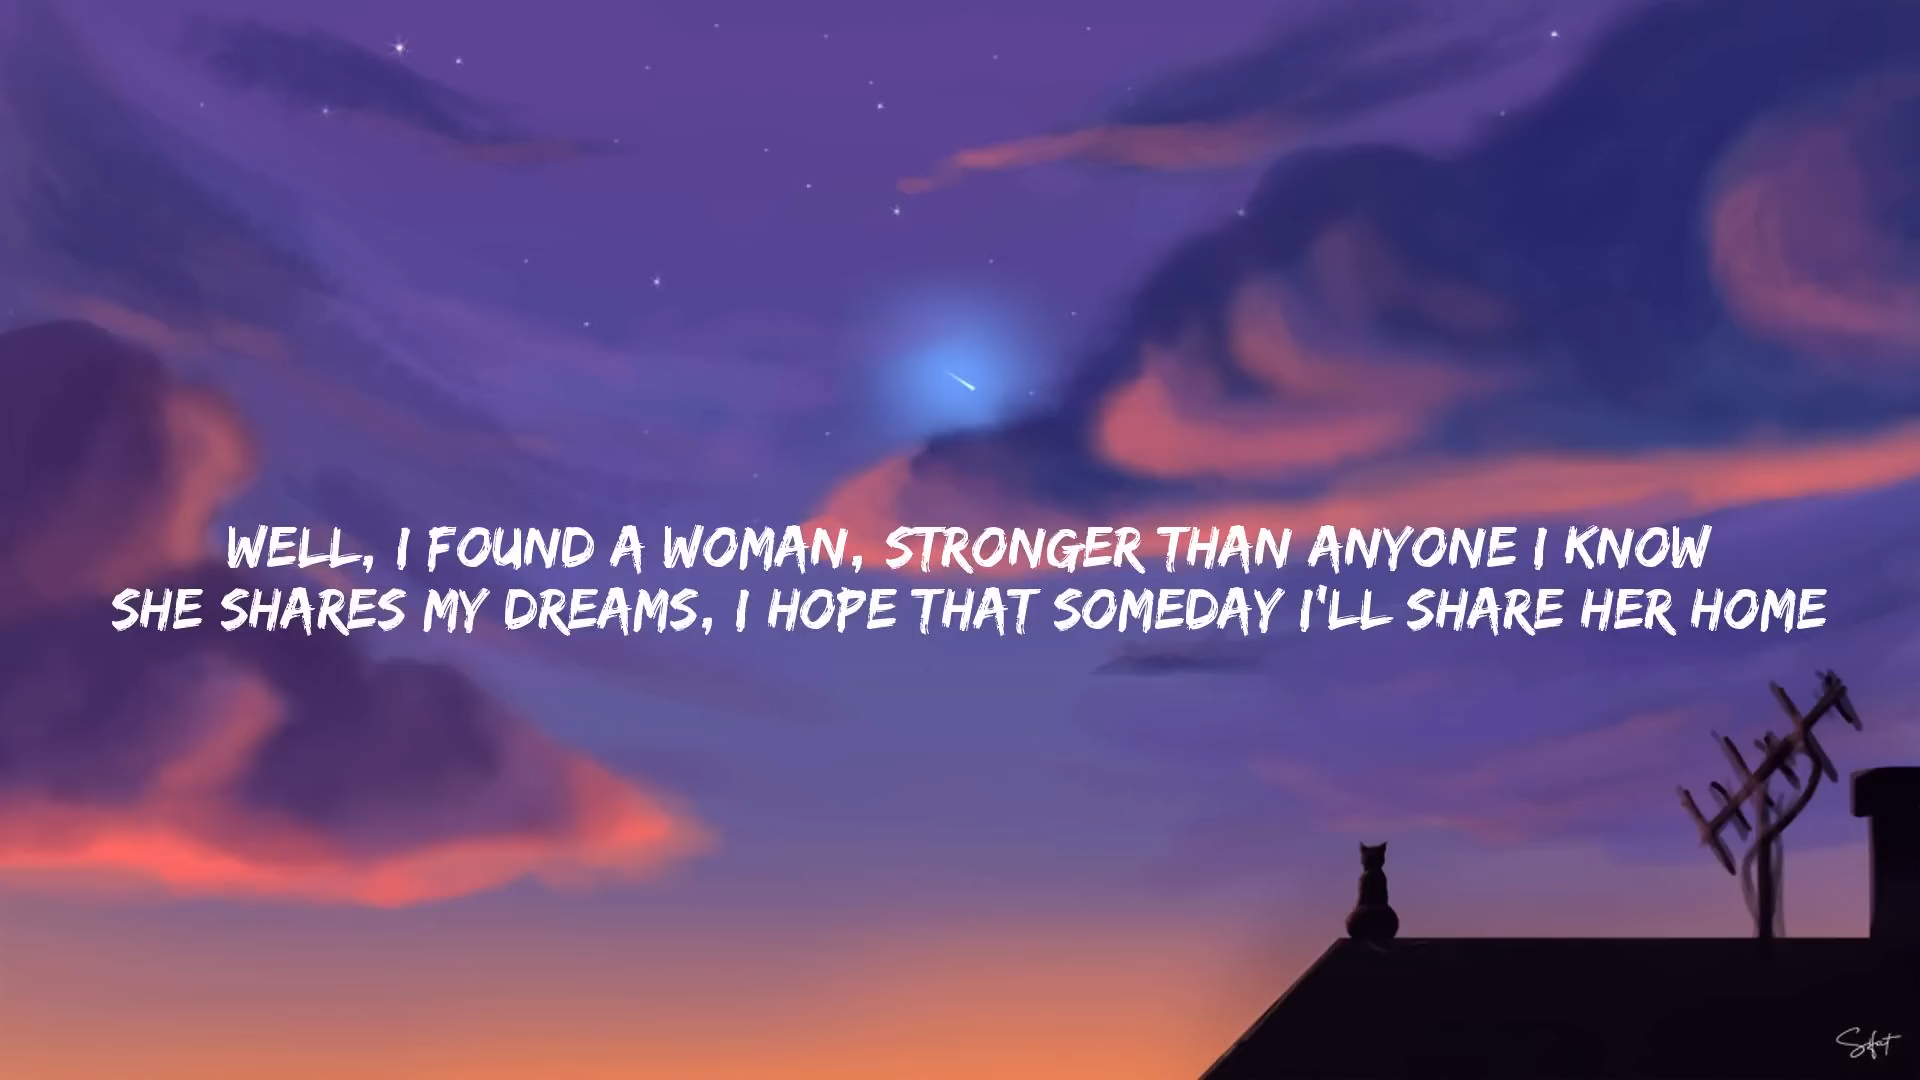 WELL, I FOUND A WOMAN, STRONGER THAN ANYONE I KNOW
SHE SHARES MY DREAMS, I HOPE THAT SOMEDAY I'LL SHARE HER HOME